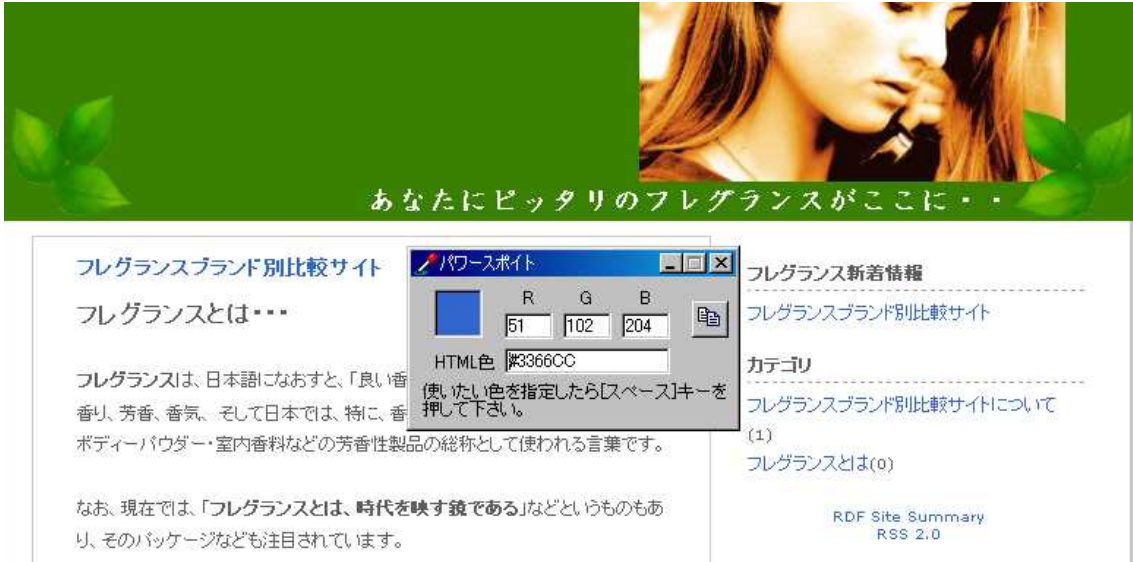 あなたにピッタリのフレグランスがここに・・
フレグランスブランド別比較サイト
フレグランスとは・・・
フレグランスは、日本語になおすと、「良い香
香り、芳香、香気、そして日本では、特に、香
ボディーパウダー・室内香料などの芳香性製品の総称として使われる言葉です。
なお、現在では、「フレグランスとは、時代を映す鏡である」などというものもあ
り、そのパッケージなども注目されています。
パワースポイト
R G B
51 102 204
HTML色 #3366CC
使いたい色を指定したら[スペース]キーを
押して下さい。
フレグランス新着情報
フレグランスブランド別比較サイト
カテゴリ
フレグランスブランド別比較サイトについて
(1)
フレグランスとは(0)
RDF Site Summary
RSS 2.0